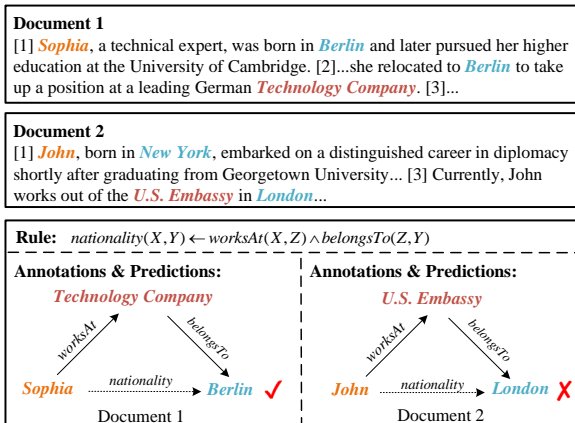 Document 1
[1] Sophia, a technical expert, was born in Berlin and later pursued her higher
education at the University of Cambridge. [2]...she relocated to Berlin to take
up a position at a leading German Technology Company. [3]...
Document 2
[1] John, born in New York, embarked on a distinguished career in diplomacy
shortly after graduating from Georgetown University... [3] Currently, John
works out of the U.S. Embassy in London...
Rule: nationality(X,Y) ← worksAt(X,Z) ∧ belongsTo(Z,Y)
Annotations & Predictions:
Technology Company
worksAt
belongsTo
Sophia
nationality
Berlin ✓
Document 1
Annotations & Predictions:
U.S. Embassy
worksAt
belongsTo
John
nationality
London ✗
Document 2